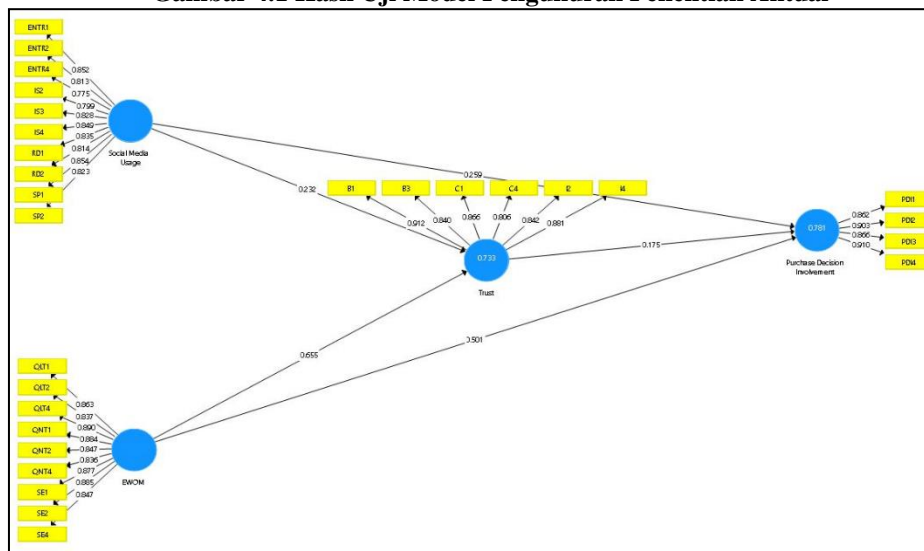 ENTR1
ENTR2
ENTR4
IS2
IS3
IS4
RD1
RD2
SP1
SP2
0.852
0.813
0.775
0.799
0.828
0.849
0.835
0.814
0.854
0.823
Social Media
Usage
0.259
0.232
B1
B3
C1
C4
I2
I4
0.912
0.840
0.866
0.806
0.842
0.881
0.733
Trust
0.175
0.781
Purchase Decision
Involvement
PDI1
PDI2
PDI3
PDI4
0.862
0.903
0.866
0.910
0.655
0.501
QLT1
QLT2
QLT4
QNT1
QNT2
QNT4
SE1
SE2
SE4
0.863
0.837
0.890
0.884
0.847
0.836
0.877
0.885
0.847
EWOM